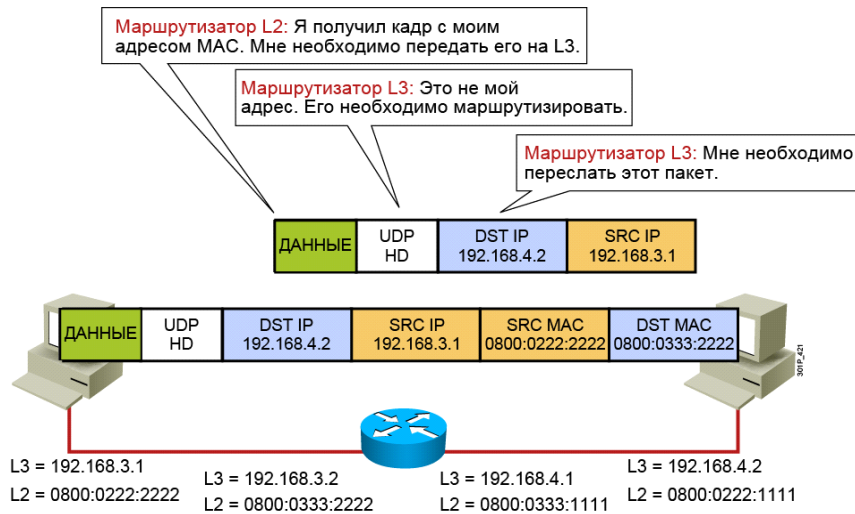 Маршрутизатор L2: Я получил кадр с моим
адресом MAC. Мне необходимо передать его на L3.
Маршрутизатор L3: Это не мой
адрес. Его необходимо маршрутизировать.
Маршрутизатор L3: Мне необходимо
переслать этот пакет.
ДАННЫЕ
UDP
HD
DST IP
192.168.4.2
SRC IP
192.168.3.1
ДАННЫЕ
UDP
HD
DST IP
192.168.4.2
SRC IP
192.168.3.1
SRC MAC
0800:0222:2222
DST MAC
0800:0333:2222
301P_421
L3 = 192.168.3.1
L2 = 0800:0222:2222
L3 = 192.168.3.2
L2 = 0800:0333:2222
L3 = 192.168.4.1
L2 = 0800:0333:1111
L3 = 192.168.4.2
L2 = 0800:0222:1111